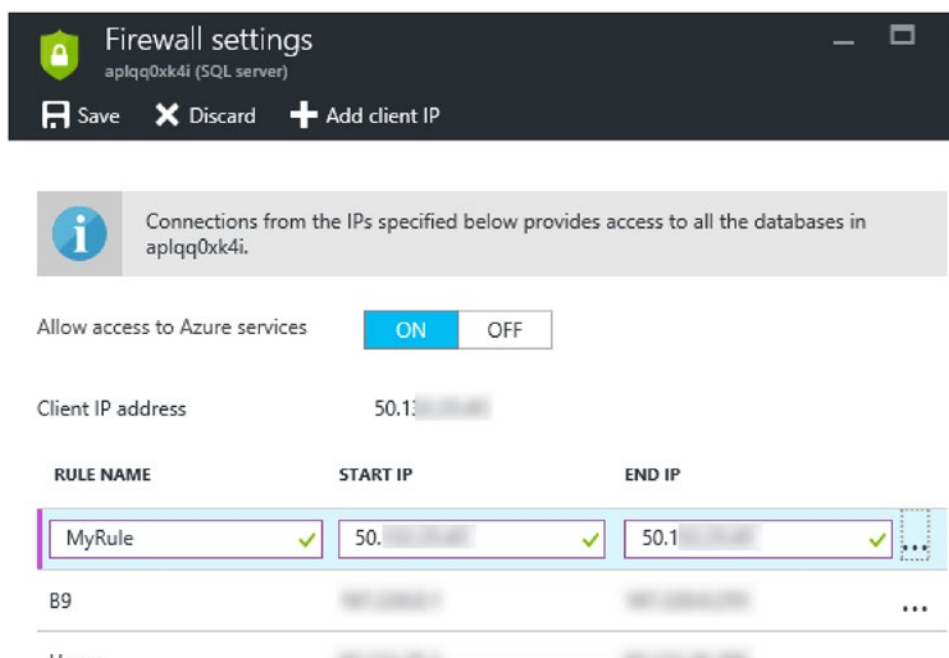 Firewall settings
aplqq0xk4i (SQL server)
Save Discard Add client IP
Connections from the IPs specified below provides access to all the databases in
aplqq0xk4i.
Allow access to Azure services ON OFF
Client IP address 50.1
RULE NAME START IP END IP
MyRule 50. 50.1
B9